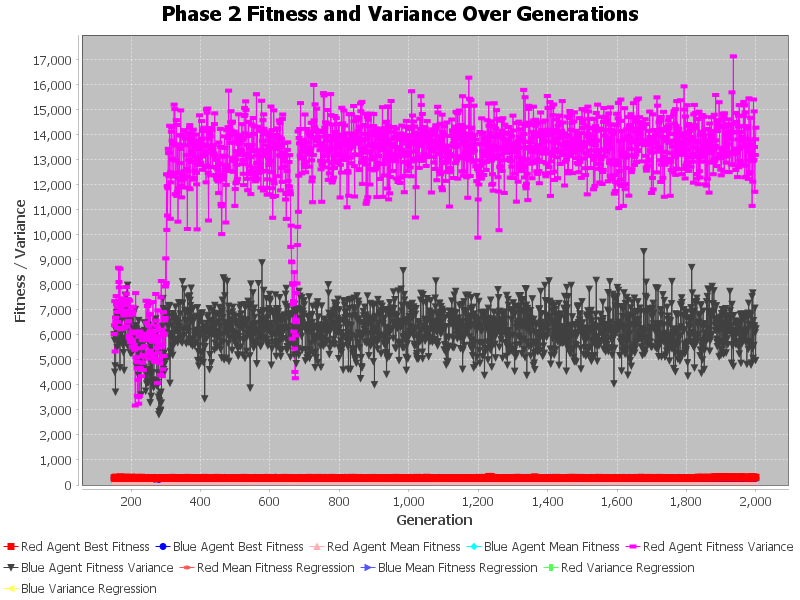 Phase 2 Fitness and Variance Over Generations
Fitness / Variance
17,000
16,000
15,000
14,000
13,000
12,000
11,000
10,000
9,000
8,000
7,000
6,000
5,000
4,000
3,000
2,000
1,000
0
200 400 600 800 1,000 1,200 1,400 1,600 1,800 2,000
Generation
Red Agent Best Fitness Blue Agent Best Fitness Red Agent Mean Fitness Blue Agent Mean Fitness Red Agent Fitness Variance
Blue Agent Fitness Variance Red Mean Fitness Regression Blue Mean Fitness Regression Red Variance Regression
Blue Variance Regression